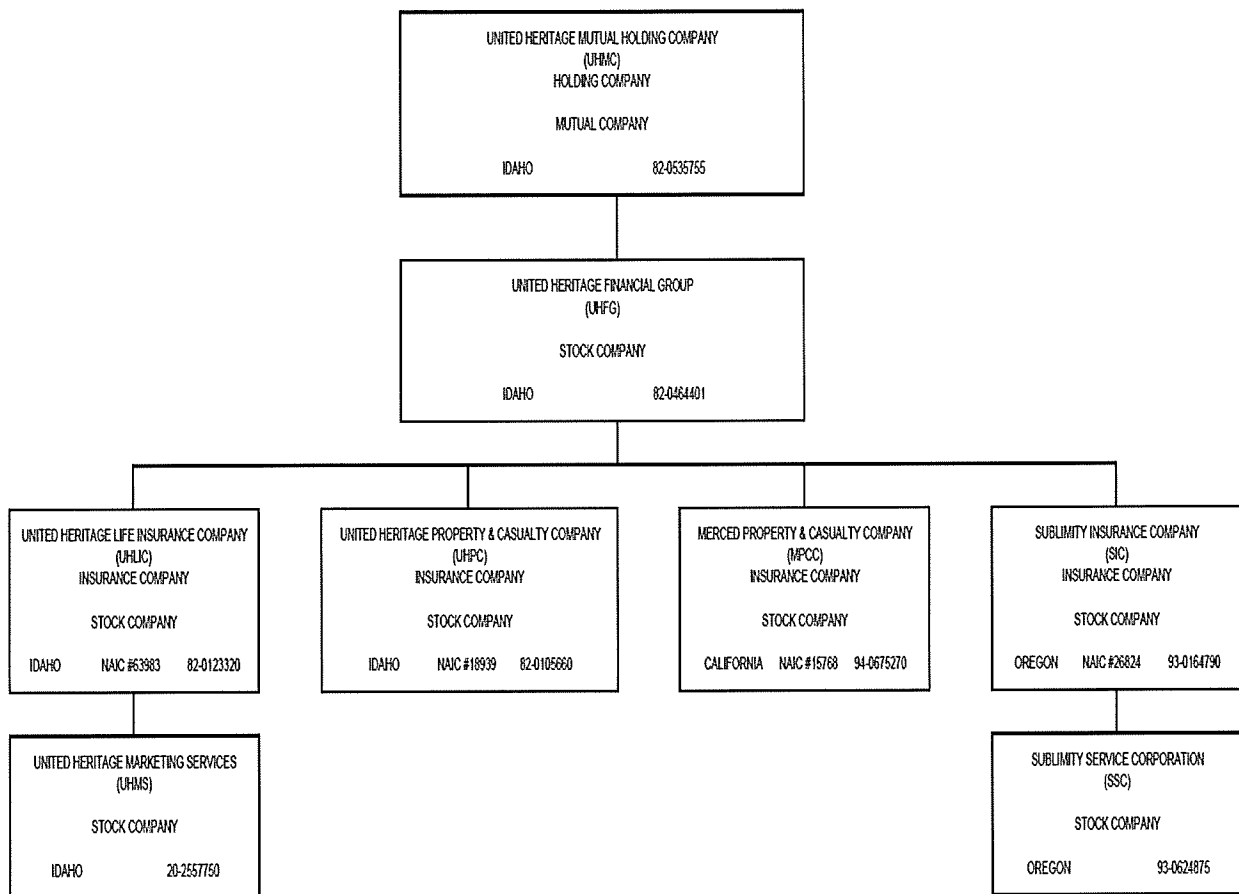 UNITED HERITAGE MUTUAL HOLDING COMPANY
(UHMC)
HOLDING COMPANY
MUTUAL COMPANY
IDAHO 82-0535755
UNITED HERITAGE FINANCIAL GROUP
(UHFG)
STOCK COMPANY
IDAHO 82-0464401
UNITED HERITAGE LIFE INSURANCE COMPANY
(UHLIC)
INSURANCE COMPANY
STOCK COMPANY
IDAHO NAIC #63983 82-0123320
UNITED HERITAGE PROPERTY & CASUALTY COMPANY
(UHPC)
INSURANCE COMPANY
STOCK COMPANY
IDAHO NAIC #18939 82-0105660
MERCED PROPERTY & CASUALTY COMPANY
(MPCC)
INSURANCE COMPANY
STOCK COMPANY
CALIFORNIA NAIC #15768 94-0675270
SUBLIMITY INSURANCE COMPANY
(SIC)
INSURANCE COMPANY
STOCK COMPANY
OREGON NAIC #26824 93-0164790
UNITED HERITAGE MARKETING SERVICES
(UHMS)
STOCK COMPANY
IDAHO 20-2557750
SUBLIMITY SERVICE CORPORATION
(SSC)
STOCK COMPANY
OREGON 93-0624875